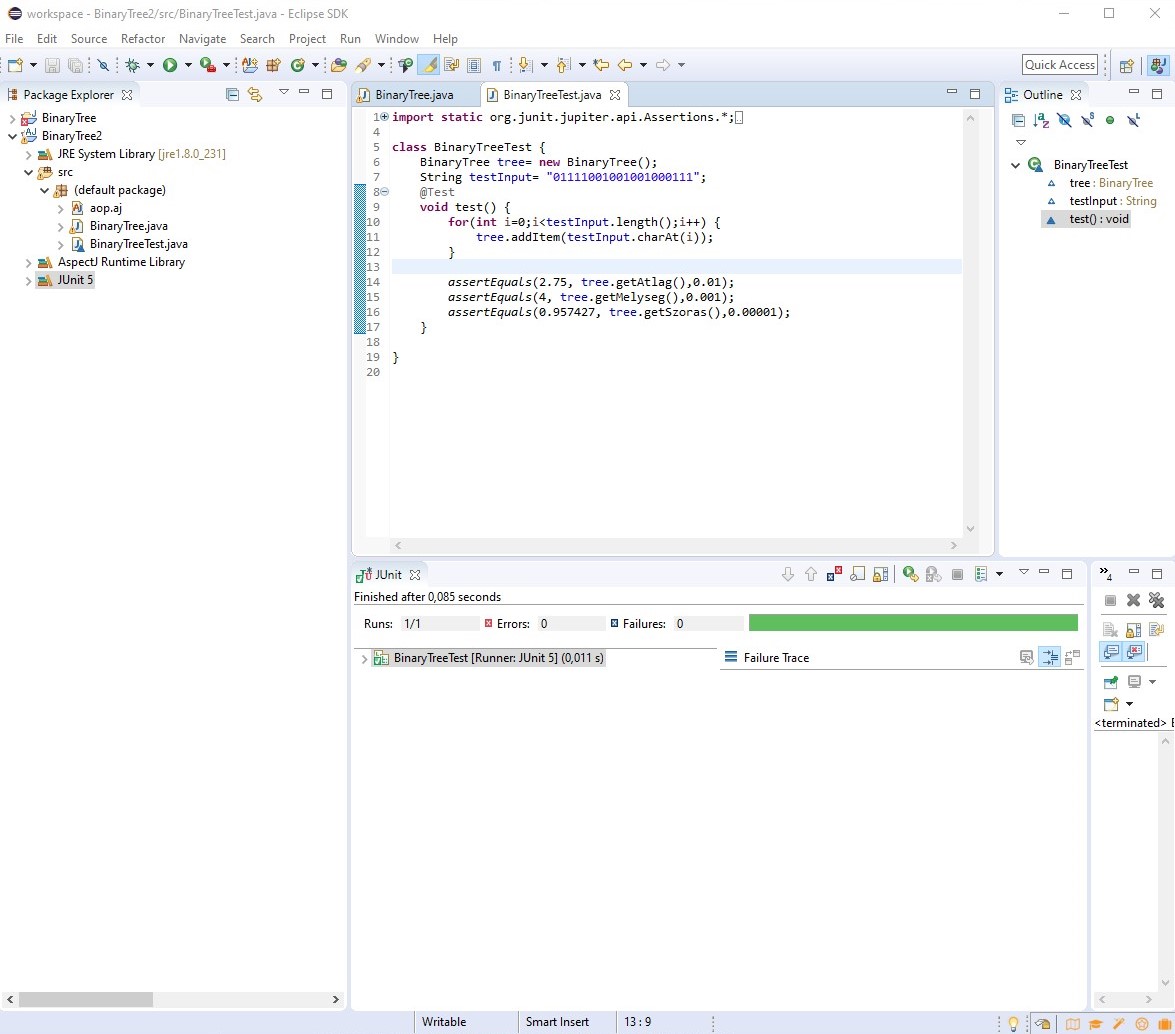 workspace - BinaryTree2/src/BinaryTreeTest.java - Eclipse SDK
File Edit Source Refactor Navigate Search Project Run Window Help
Quick Access
Package Explorer
BinaryTree
BinaryTree2
JRE System Library [jre1.8.0_231]
src
(default package)
aop.aj
BinaryTree.java
BinaryTreeTest.java
AspectJ Runtime Library
JUnit 5
BinaryTree.java BinaryTreeTest.java
1 import static org.junit.jupiter.api.Assertions.*;
4
5 class BinaryTreeTest {
6 BinaryTree tree= new BinaryTree();
7 String testInput= "01111001001001000111";
8 @Test
9 void test() {
10 for(int i=0;i<testInput.length();i++) {
11 tree.addItem(testInput.charAt(i));
12 }
13
14 assertEquals(2.75, tree.getAtlag(),0.01);
15 assertEquals(4, tree.getMelyseg(),0.001);
16 assertEquals(0.957427, tree.getSzoras(),0.00001);
17 }
18
19 }
20
Outline
BinaryTreeTest
tree : BinaryTree
testInput : String
test() : void
JUnit
Finished after 0,085 seconds
Runs: 1/1 Errors: 0 Failures: 0
BinaryTreeTest [Runner: JUnit 5] (0,011 s)
Failure Trace
4
<terminated>
Writable Smart Insert 13 : 9